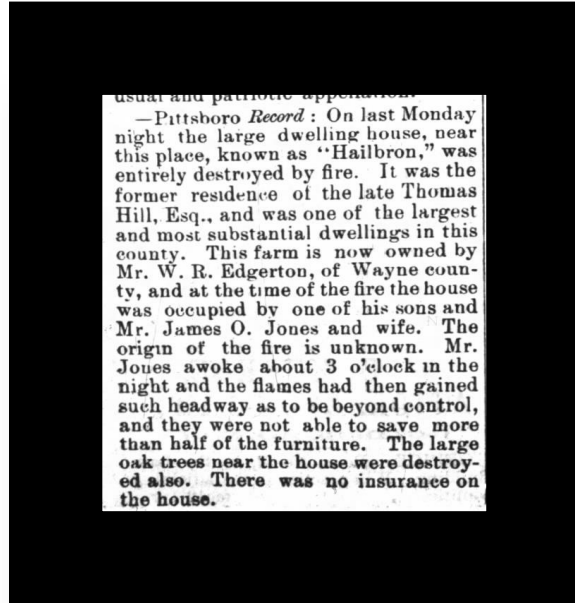 usual and patriotic appellation.
—Pittsboro Record : On last Monday
night the large dwelling house, near
this place, known as "Hailbron," was
entirely destroyed by fire. It was the
former residence of the late Thomas
Hill, Esq., and was one of the largest
and most substantial dwellings in this
county. This farm is now owned by
Mr. W. R. Edgerton, of Wayne coun-
ty, and at the time of the fire the house
was occupied by one of his sons and
Mr. James O. Jones and wife. The
origin of the fire is unknown. Mr.
Jones awoke about 3 o'clock in the
night and the flames had then gained
such headway as to be beyond control,
and they were not able to save more
than half of the furniture. The large
oak trees near the house were destroy-
ed also. There was no insurance on
the house.